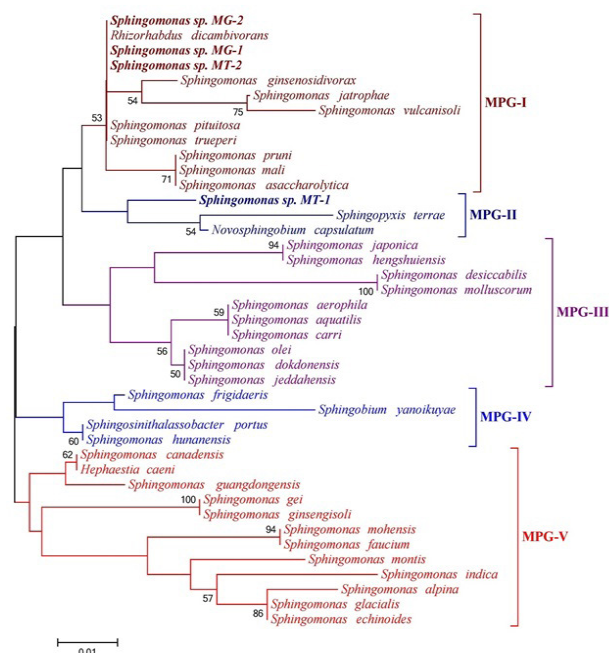 Sphingomonas sp. MG-2
Rhizorhabdus dicambivorans
Sphingomonas sp. MG-1
Sphingomonas sp. MT-2
Sphingomonas ginsenosidivorax
54
Sphingomonas jatrophae
75
Sphingomonas vulcanisoli
MPG-I
53
Sphingomonas pituitosa
Sphingomonas trueperi
Sphingomonas pruni
Sphingomonas mali
71
Sphingomonas asaccharolytica
Sphingomonas sp. MT-1
Sphingopyxis terrae
MPG-II
54
Novosphingobium capsulatum
94
Sphingomonas japonica
Sphingomonas hengshuiensis
Sphingomonas desiccabilis
100
Sphingomonas molluscorum
MPG-III
Sphingomonas aerophila
59
Sphingomonas aquatilis
Sphingomonas carri
56
Sphingomonas olei
Sphingomonas dokdonensis
50
Sphingomonas jeddahensis
Sphingomonas frigidaeris
Sphingobium yanoikuyae
MPG-IV
Sphingosinithalassobacter portus
60
Sphingomonas hunanensis
62
Sphingomonas canadensis
Hephaestia caeni
Sphingomonas guangdongensis
100
Sphingomonas gei
Sphingomonas ginsengisoli
94
Sphingomonas mohensis
MPG-V
Sphingomonas faucium
Sphingomonas montis
Sphingomonas indica
57
Sphingomonas alpina
Sphingomonas glacialis
86
Sphingomonas echinoides
0.01